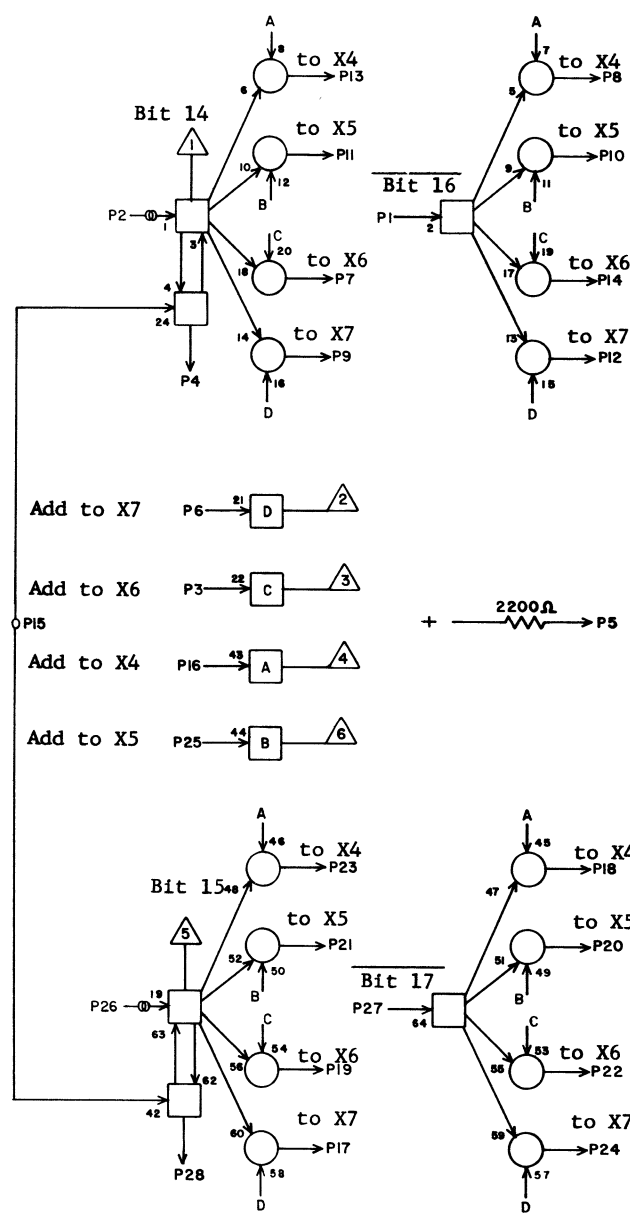 A
A
8
7
to X4
to X4
P13
P8
6
5
Bit 14
1
to X5
to X5
P11
P10
10
9
12
11
Bit 16
B
B
P2
1
P1
2
3
C
20
C
19
to X6
to X6
18
P7
17
P14
4
24
14
to X7
13
to X7
P9
P12
16
15
P4
D
D
Add to X7
P6
21
D
2
Add to X6
P3
22
C
3
2200Ω
+
P5
P15
Add to X4
P16
43
A
4
Add to X5
P25
44
B
6
A
A
46
45
to X4
to X4
P23
P18
Bit 15
48
47
5
to X5
to X5
P21
P20
52
51
50
49
Bit 17
B
B
P26
19
P27
64
63
C
54
C
53
to X6
to X6
62
56
P19
55
P22
42
60
to X7
59
to X7
P17
P24
58
57
P28
D
D